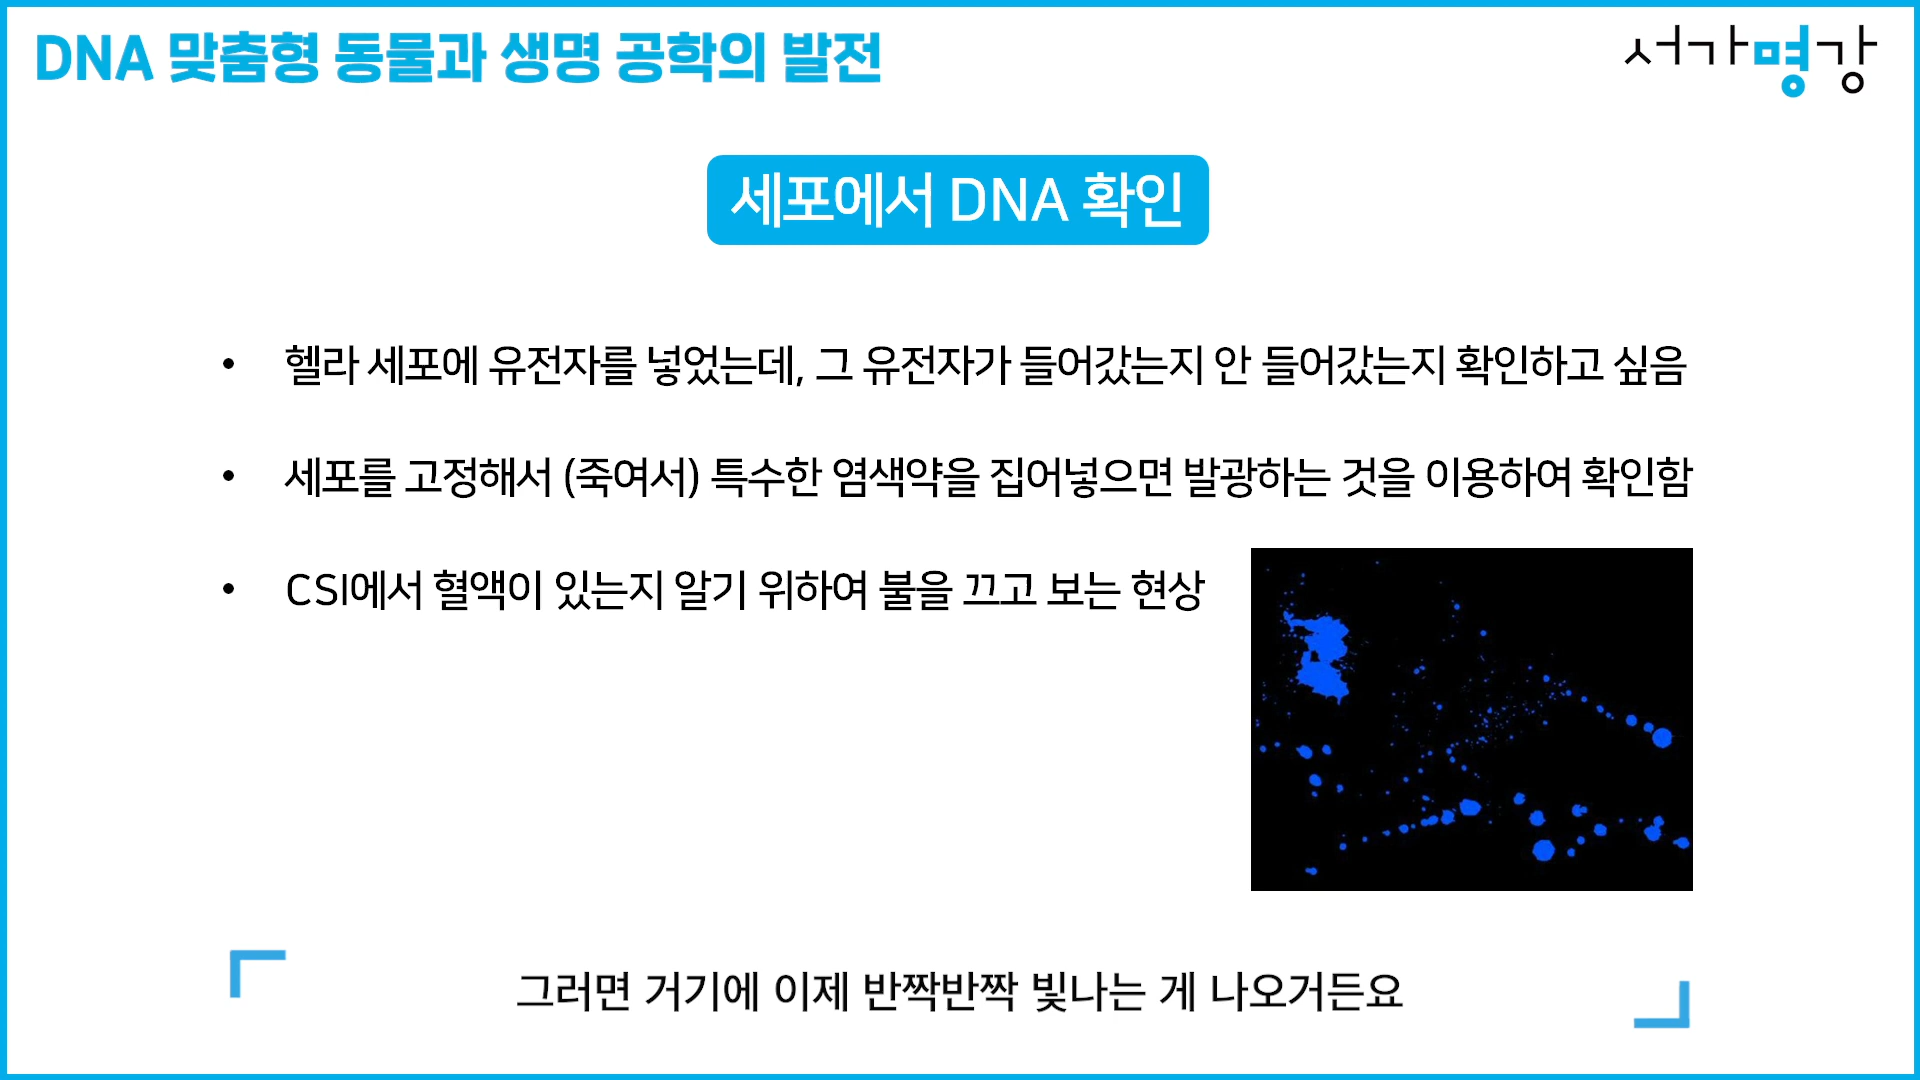 DNA 맞춤형 동물과 생명 공학의 발전
서가명강
세포에서 DNA 확인
• 헬라 세포에 유전자를 넣었는데, 그 유전자가 들어갔는지 안 들어갔는지 확인하고 싶음
• 세포를 고정해서 (죽여서) 특수한 염색약을 집어넣으면 발광하는 것을 이용하여 확인함
• CSI에서 혈액이 있는지 알기 위하여 불을 끄고 보는 현상
그러면 거기에 이제 반짝반짝 빛나는 게 나오거든요